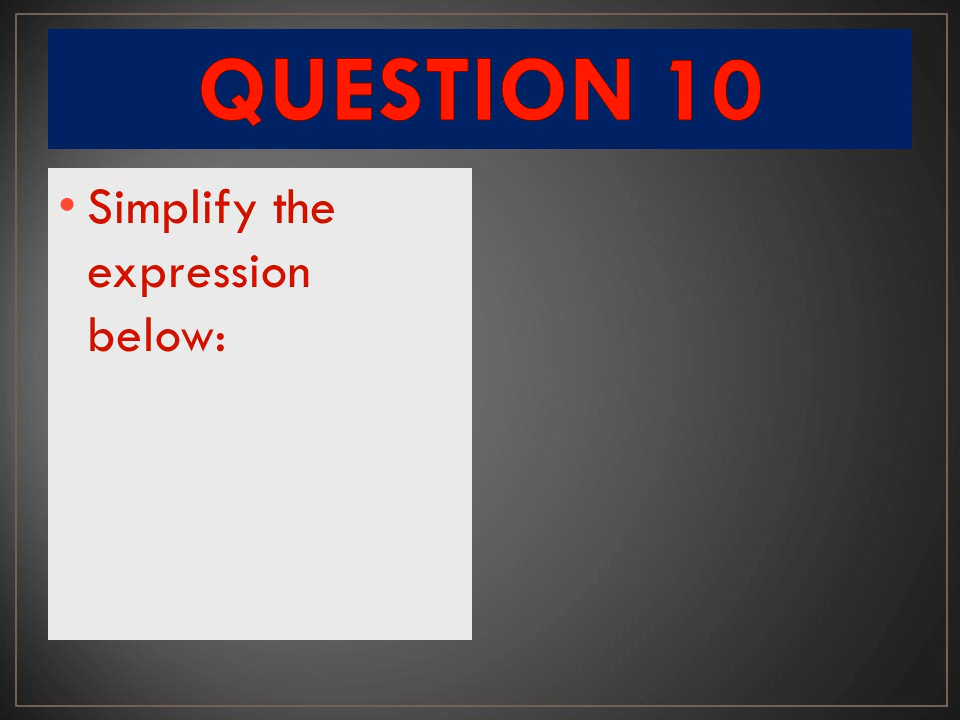 QUESTION 10
• Simplify the
expression
below: